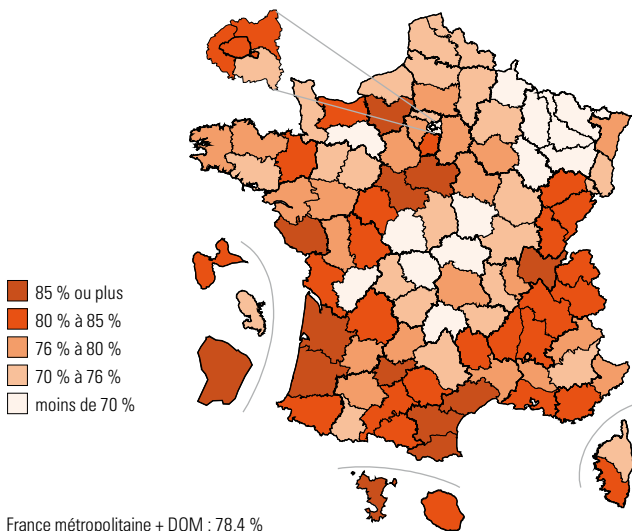 85 % ou plus
80 % à 85 %
76 % à 80 %
70 % à 76 %
moins de 70 %
France métropolitaine + DOM : 78,4 %